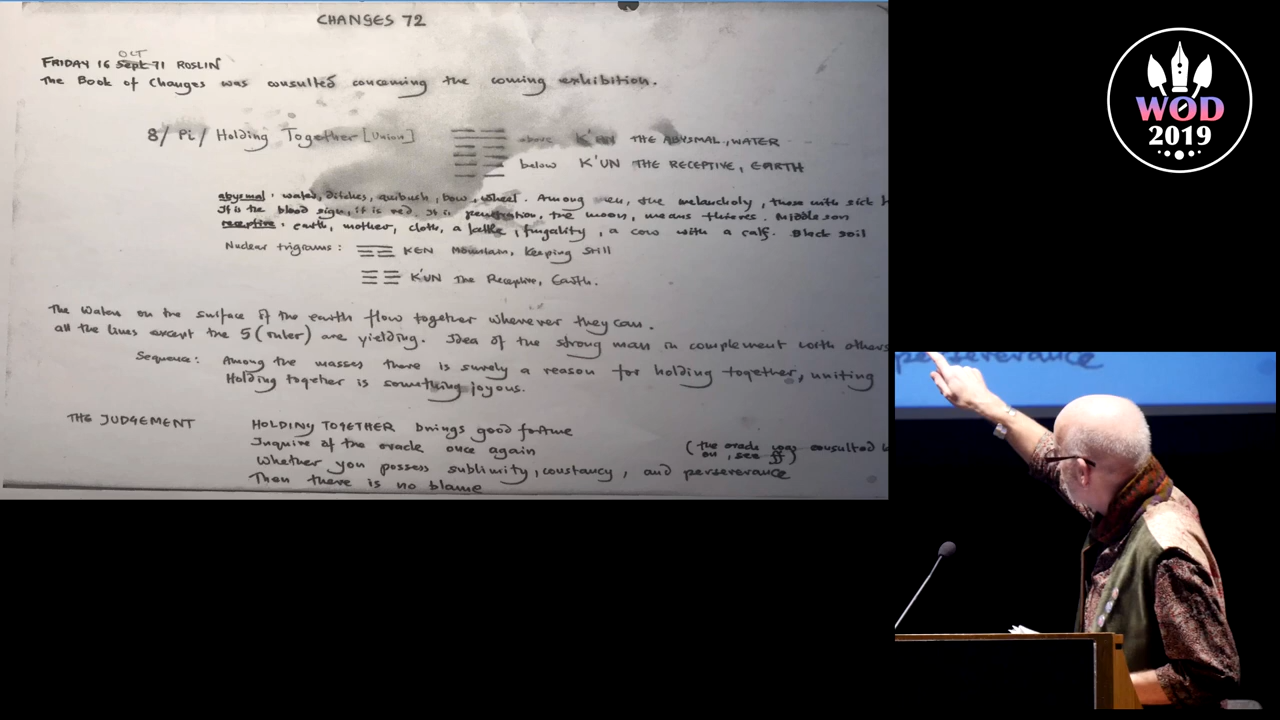 CHANGES 72
OCT
FRIDAY 16 Sept 71 ROSLIN
The Book of Changes was consulted concerning the coming exhibition.
8/ Pi / Holding Together [Union]
above K'AN THE ABYSMAL, WATER
below K'UN THE RECEPTIVE, EARTH
abysmal: water, ditches, ambush, bow, wheel. Among men, the melancholy, those with sick
It is the blood sign, it is red. It is penetration, the moon, means thieves. Middle son
receptive: earth, mother, cloth, a kettle, frugality, a cow with a calf. Black soil
Nuclear trigrams: KEN Mountain, Keeping Still
K'UN The Receptive, Earth.
The Waters on the surface of the earth flow together wherever they can.
all the lines except the 5 (ruler) are yielding. Idea of the strong man in complement with others
Sequence: Among the masses there is surely a reason for holding together, uniting
Holding together is something joyous.
THE JUDGEMENT HOLDING TOGETHER brings good fortune
Inquire of the oracle once again (the oracle was consulted
Whether you possess sublimity, constancy, and perseverance on, see ff)
Then there is no blame
WOD
2019
perseverance